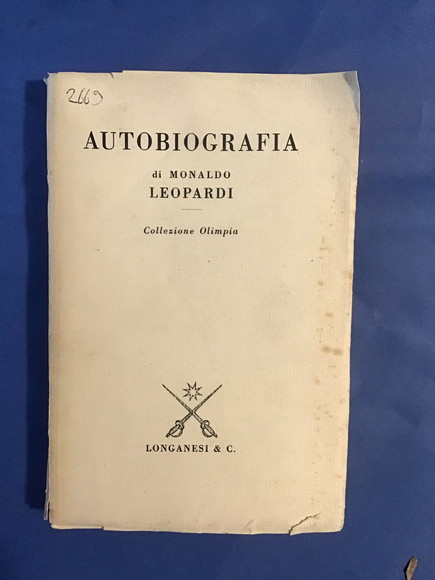 2669
AUTOBIOGRAFIA
di MONALDO
LEOPARDI
Collezione Olimpia
LONGANESI & C.